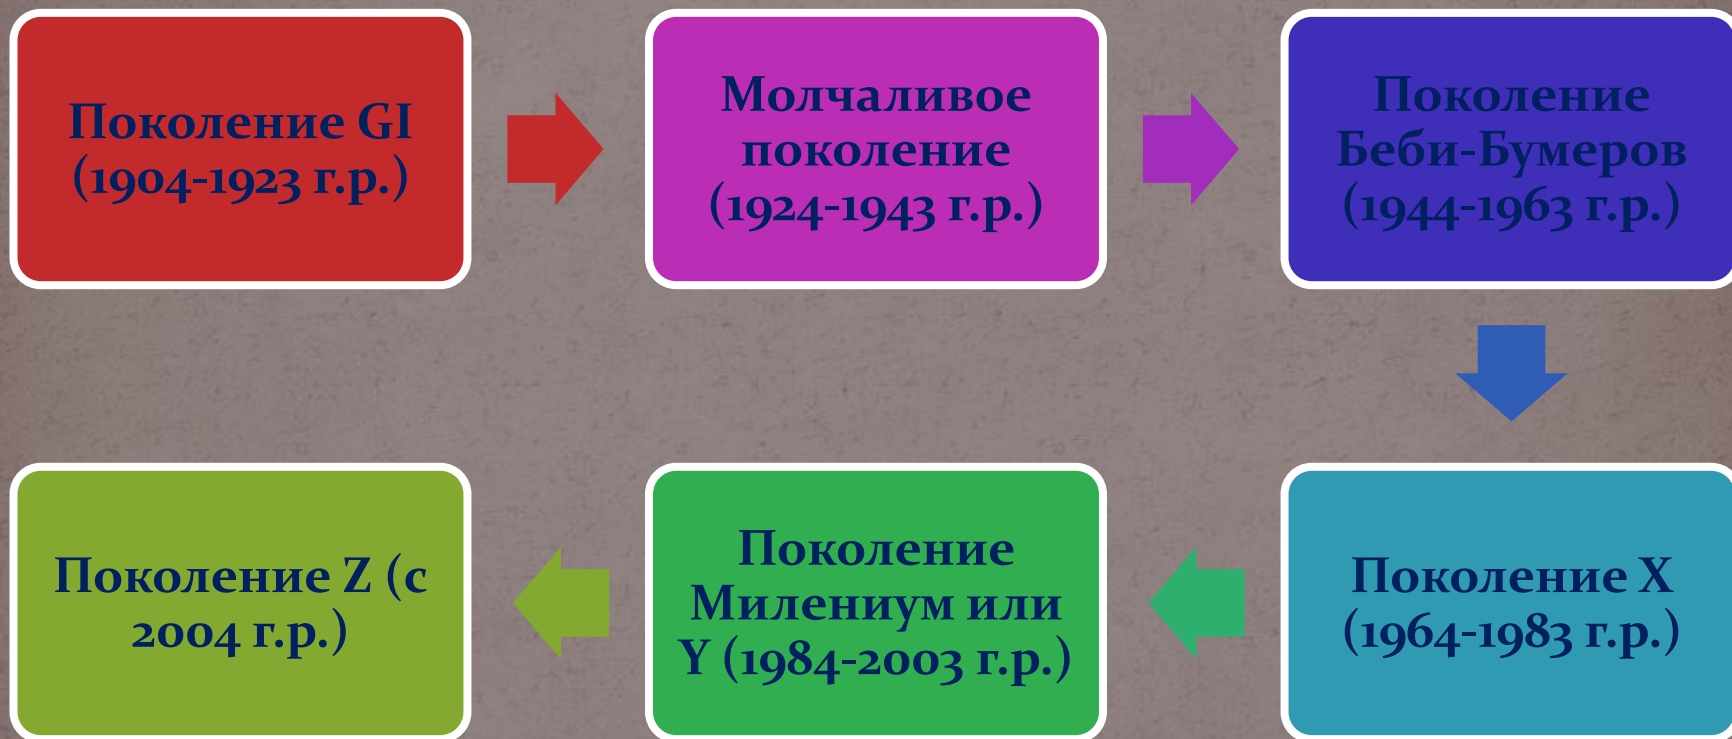 Поколение GI
(1904-1923 г.р.)
Молчаливое
поколение
(1924-1943 г.р.)
Поколение
Беби-Бумеров
(1944-1963 г.р.)
Поколение X
(1964-1983 г.р.)
Поколение
Милениум или
Y (1984-2003 г.р.)
Поколение Z (с
2004 г.р.)